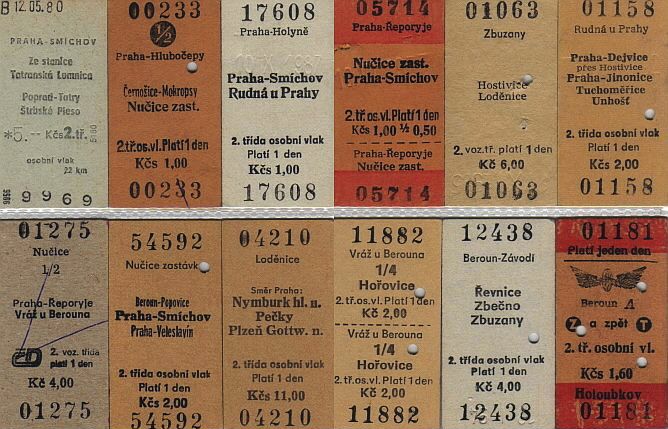 B 12.05.80
PRAHA-SMÍCHOV
Ze stanice
Tatranská Lomnica
Poprad-Tatry
Štrbské Pleso
*5.-- Kčs 2.tř.
osobní vlak
22 km
9969
00233
1/2
Praha-Hlubočepy
Černošice-Mokropsy
Nučice zast.
2.tř.os.vl.Platí 1 den
Kčs 1,00
00233
17608
Praha-Holyně
Praha-Smíchov
Rudná u Prahy
2. třída osobní vlak
Platí 1 den
Kčs 1,00
17608
05714
Praha-Řeporyje
Nučice zast.
Praha-Smíchov
2.tř.os.vl.Platí 1 den
Kčs 1,00 ½ 0,50
Praha-Řeporyje
Nučice zast.
05714
01063
Zbuzany
Hostivice
Loděnice
2. voz.tř. platí 1 den
Kčs 6,00
01063
01158
Rudná u Prahy
Praha-Dejvice
přes Hostivice
Praha-Jinonice
Tuchoměřice
Unhošť
2. třída osobní vlak
Platí 1 den
Kčs 2,00
01158
01275
Nučice
1/2
Praha-Řeporyje
Vráž u Berouna
ČD
2. voz. třída
platí 1 den
Kč 4,00
01275
54592
Nučice zastávka
Beroun-Popovice
Praha-Smíchov
Praha-Veleslavín
2. třída osobní vlak
Platí 1 den
Kčs 2,00
54592
04210
Loděnice
Směr Praha:
Nymburk hl. n.
Pečky
Plzeň Gottw. n.
2. třída osobní vlak
Platí 1 den
Kčs 11,00
04210
11882
Vráž u Berouna
1/4
Hořovice
2.tř.os.vl.Platí 1 den
Kč 2,00
Vráž u Berouna
1/4
Hořovice
2.tř.os.vl.Platí 1 den
Kč 2,00
11882
12438
Beroun-Závodí
Řevnice
Zbečno
Zbuzany
2. třída osobní vlak
Platí 1 den
Kč 4,00
12438
01181
Platí jeden den
Beroun
Z a zpět T
2. tř. osobní vl.
Kčs 1,60
Holoubkov
01181